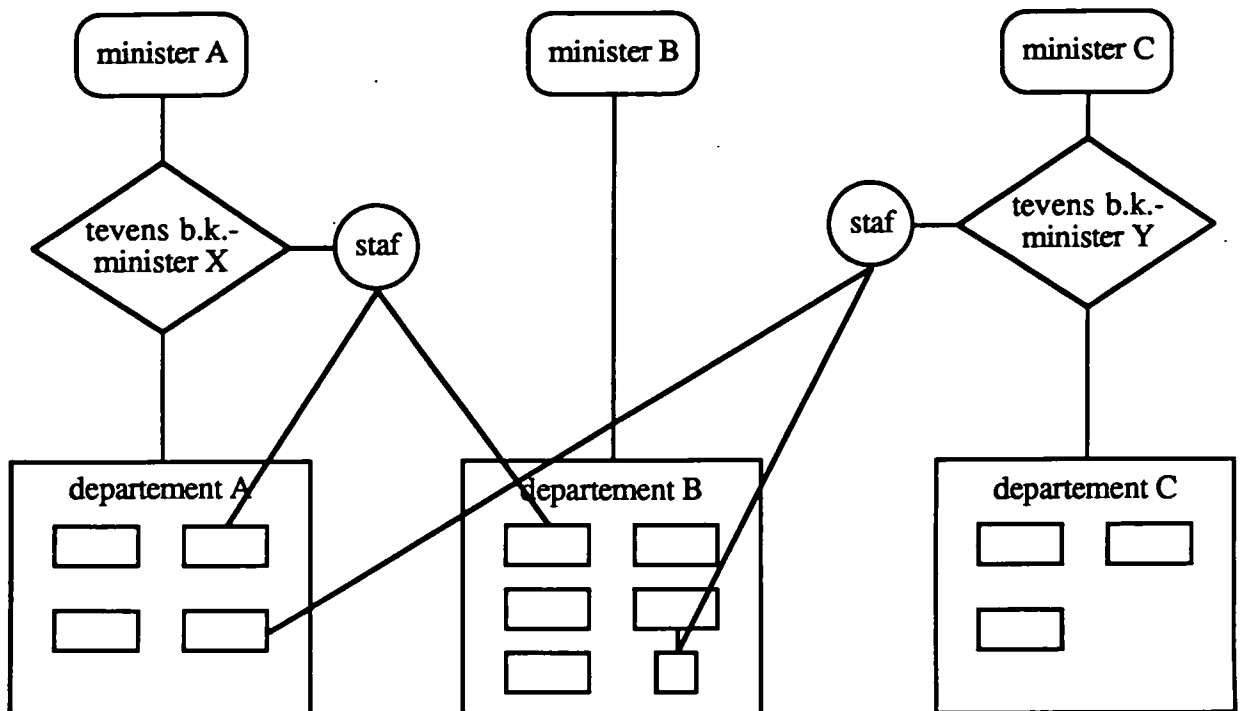 minister A
minister B
minister C
tevens b.k.-
minister X
staf
staf
tevens b.k.-
minister Y
departement A
departement B
departement C